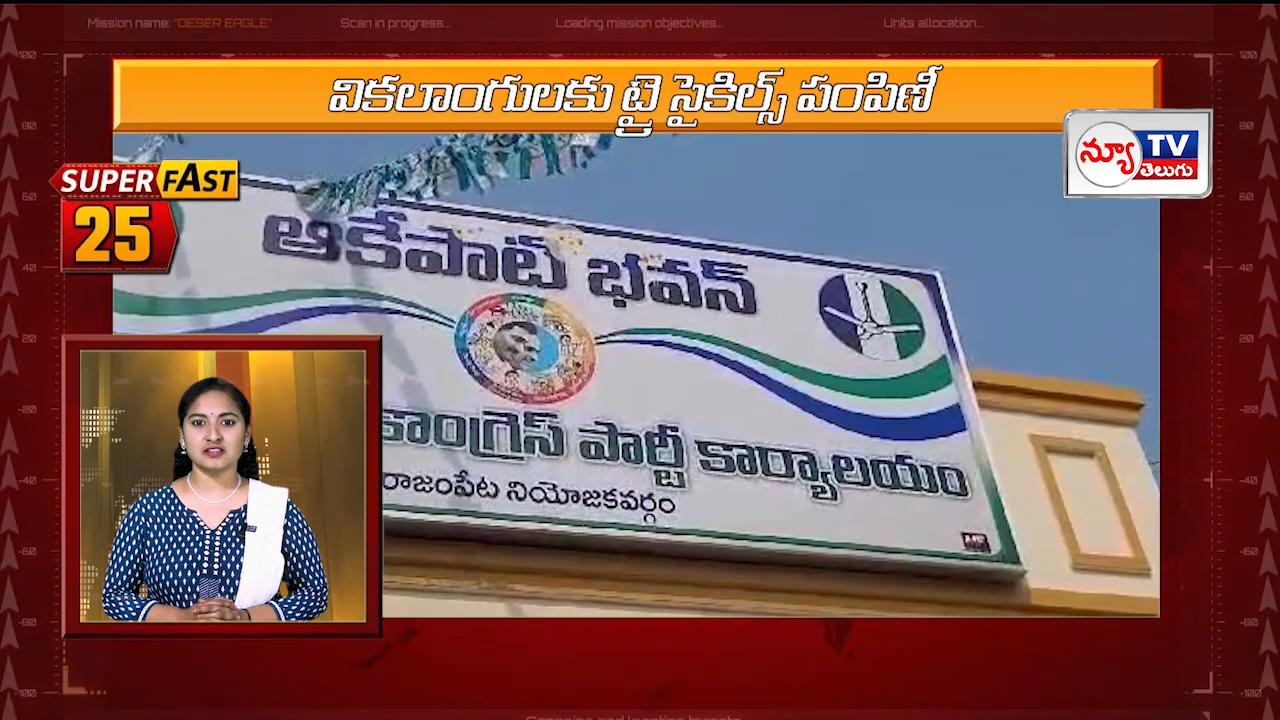 Mission name: "DESER EAGLE" Scan in progress... Loading mission objectives... Units allocation...
వికలాంగులకు ట్రై సైకిల్స్ పంపిణీ
న్యూ TV తెలుగు
SUPER FAST
25
ఆకేపాటి భవన్
కాంగ్రెస్ పార్టీ కార్యాలయం
రాజంపేట నియోజకవర్గం